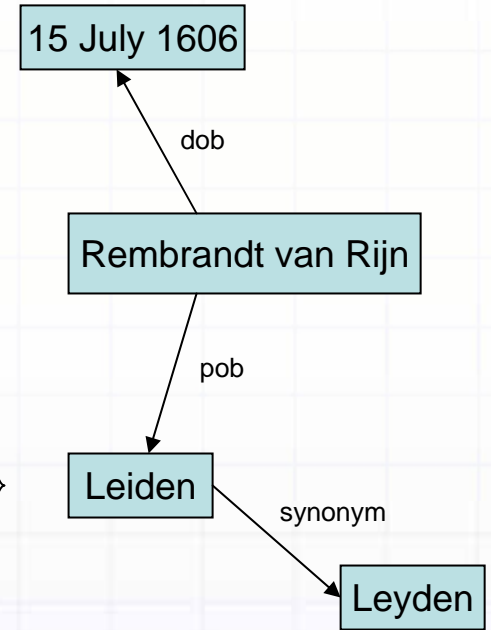 15 July 1606
dob
Rembrandt van Rijn
pob
Leiden
synonym
Leyden